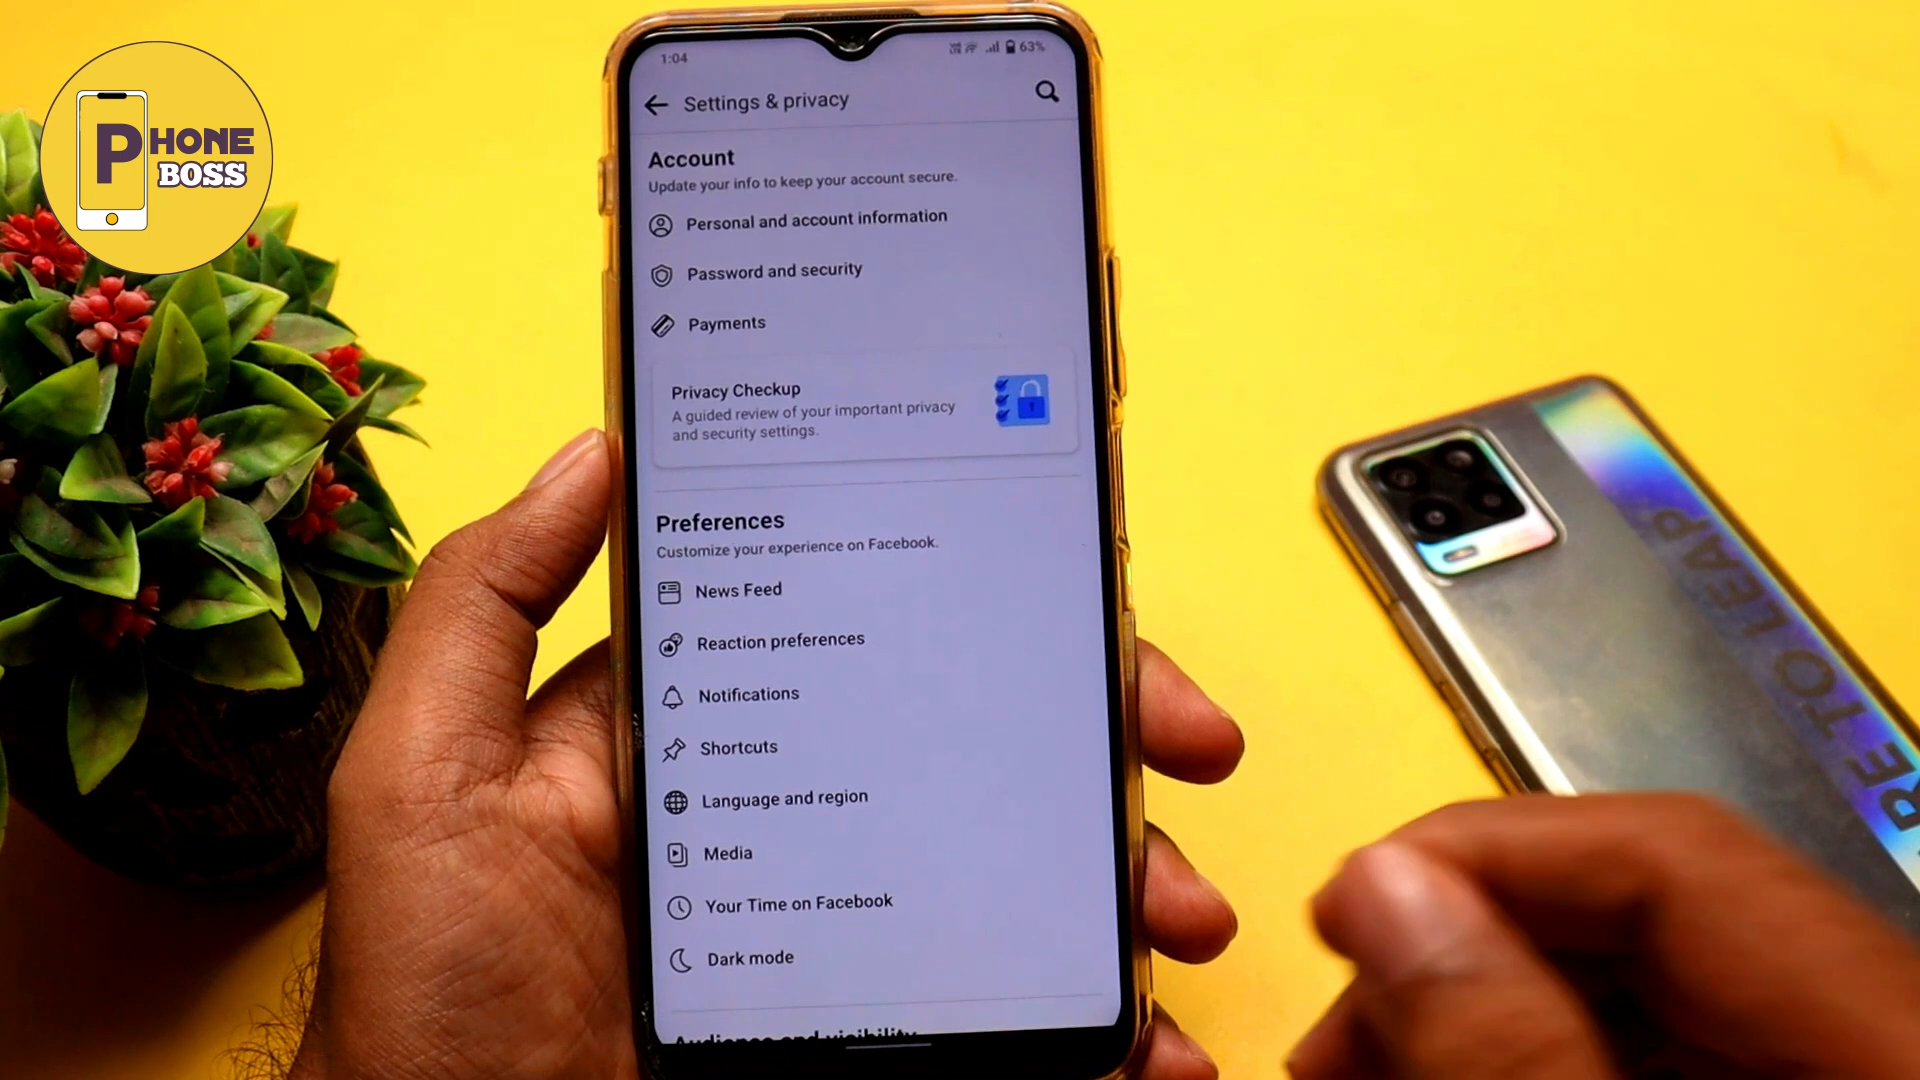 PHONE
BOSS
1:04
63%
Settings & privacy
Account
Update your info to keep your account secure.
Personal and account information
Password and security
Payments
Privacy Checkup
A guided review of your important privacy
and security settings.
Preferences
Customize your experience on Facebook.
News Feed
Reaction preferences
Notifications
Shortcuts
Language and region
Media
Your Time on Facebook
Dark mode
Audience and visibility
RE TO LEAP